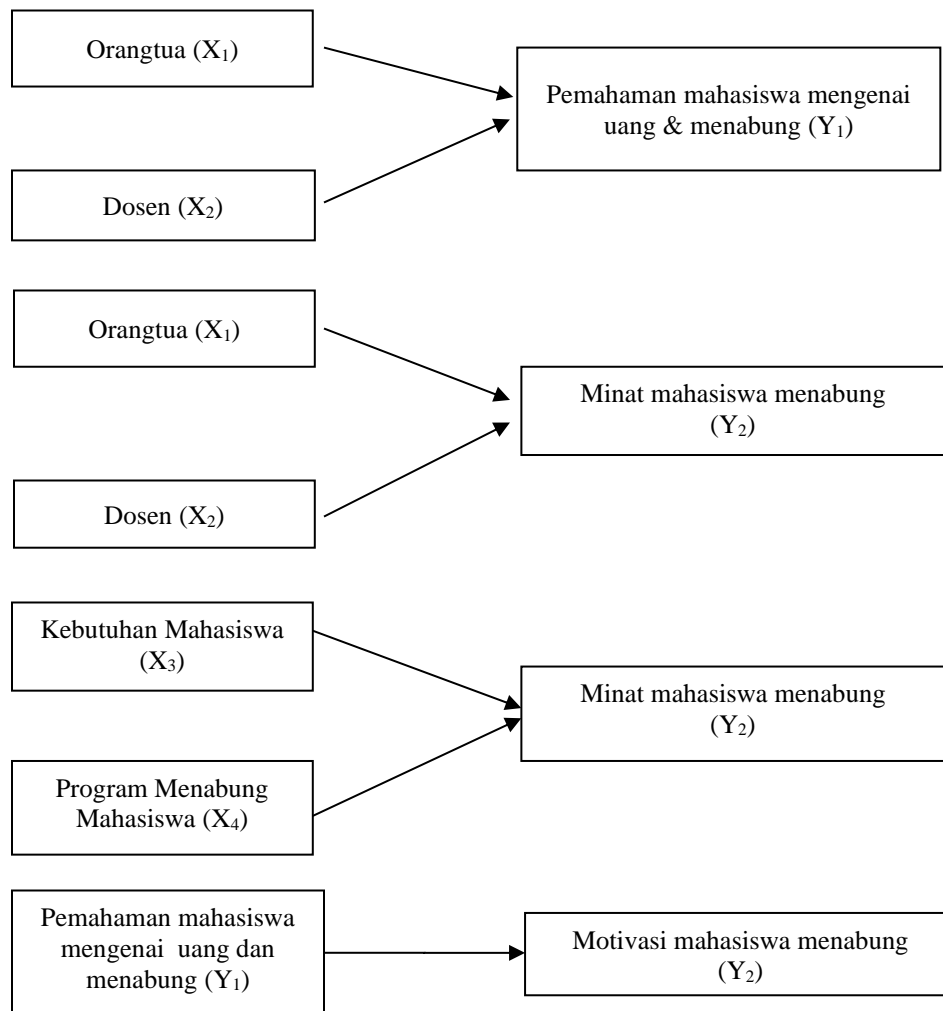 Orangtua (X₁)
Pemahaman mahasiswa mengenai
uang & menabung (Y₁)
Dosen (X₂)
Orangtua (X₁)
Minat mahasiswa menabung
(Y₂)
Dosen (X₂)
Kebutuhan Mahasiswa
(X₃)
Minat mahasiswa menabung
(Y₂)
Program Menabung
Mahasiswa (X₄)
Pemahaman mahasiswa
mengenai uang dan
menabung (Y₁)
Motivasi mahasiswa menabung
(Y₂)